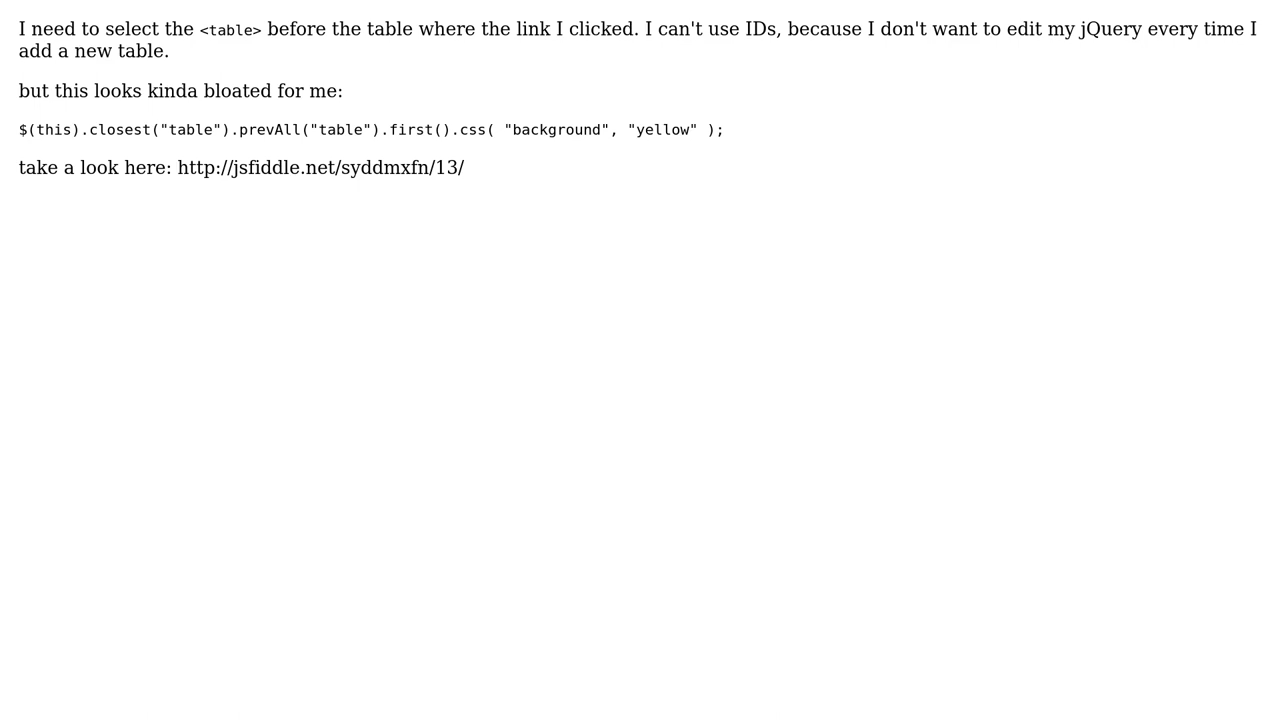 I need to select the <table> before the table where the link I clicked. I can't use IDs, because I don't want to edit my jQuery every time I
add a new table.
but this looks kinda bloated for me:
$(this).closest("table").prevAll("table").first().css( "background", "yellow" );
take a look here: http://jsfiddle.net/syddmxfn/13/